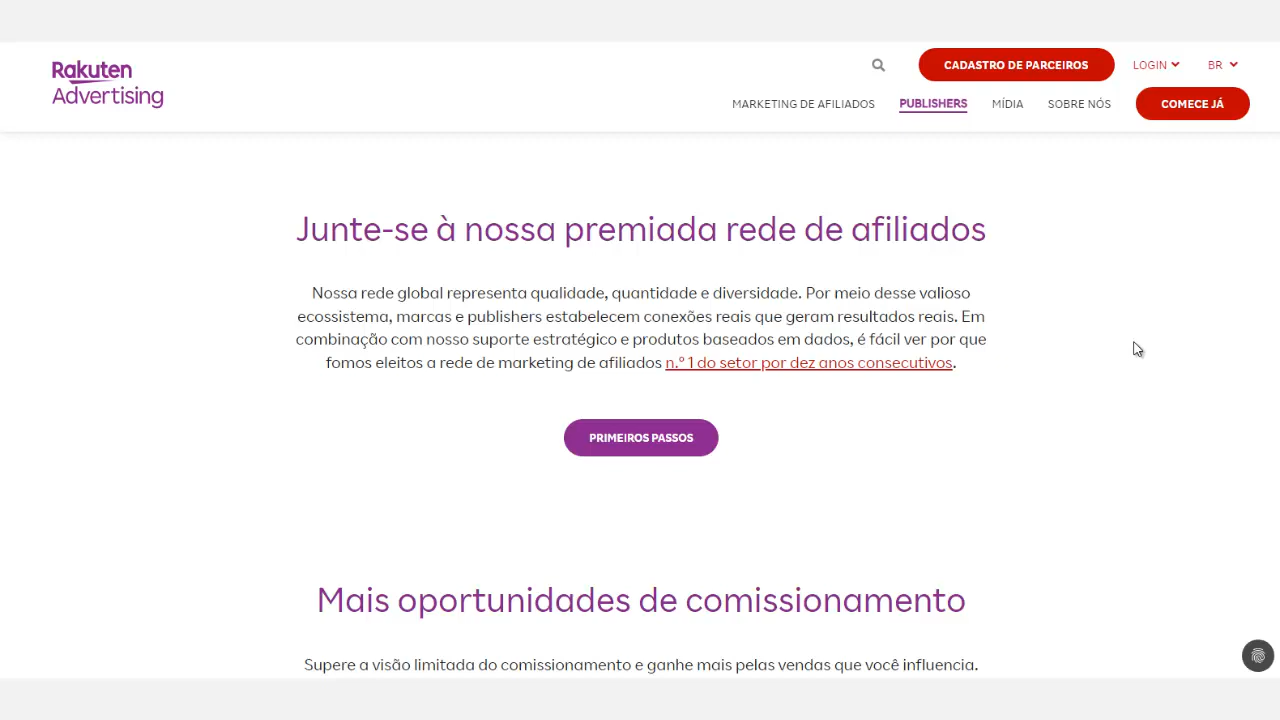 Rakuten
Advertising
CADASTRO DE PARCEIROS
LOGIN
BR
MARKETING DE AFILIADOS
PUBLISHERS
MÍDIA
SOBRE NÓS
COMECE JÁ
Junte-se à nossa premiada rede de afiliados
Nossa rede global representa qualidade, quantidade e diversidade. Por meio desse valioso
ecossistema, marcas e publishers estabelecem conexões reais que geram resultados reais. Em
combinação com nosso suporte estratégico e produtos baseados em dados, é fácil ver por que
fomos eleitos a rede de marketing de afiliados n.º 1 do setor por dez anos consecutivos.
PRIMEIROS PASSOS
Mais oportunidades de comissionamento
Supere a visão limitada do comissionamento e ganhe mais pelas vendas que você influencia.